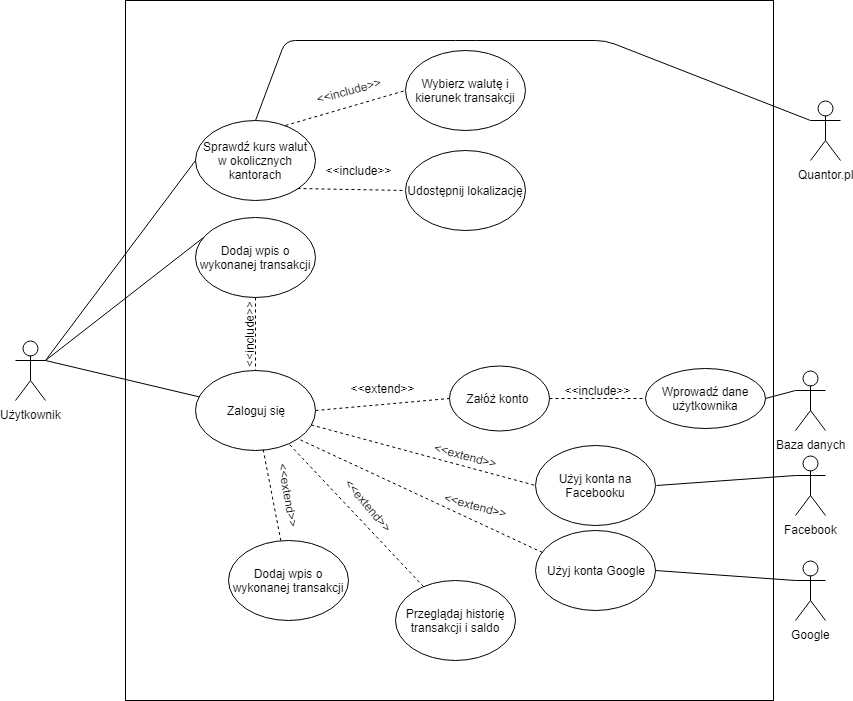 Wybierz walutę i
kierunek transakcji
<<include>>
Sprawdź kurs walut
w okolicznych
kantorach
<<include>>
Udostępnij lokalizację
Quantor.pl
Dodaj wpis o
wykonanej transakcji
<<include>>
Użytkownik
Zaloguj się
<<extend>>
Załóż konto
<<include>>
Wprowadź dane
użytkownika
Baza danych
<<extend>>
Użyj konta na
Facebooku
Facebook
<<extend>>
<<extend>>
<<extend>>
Użyj konta Google
Google
Dodaj wpis o
wykonanej transakcji
Przeglądaj historię
transakcji i saldo